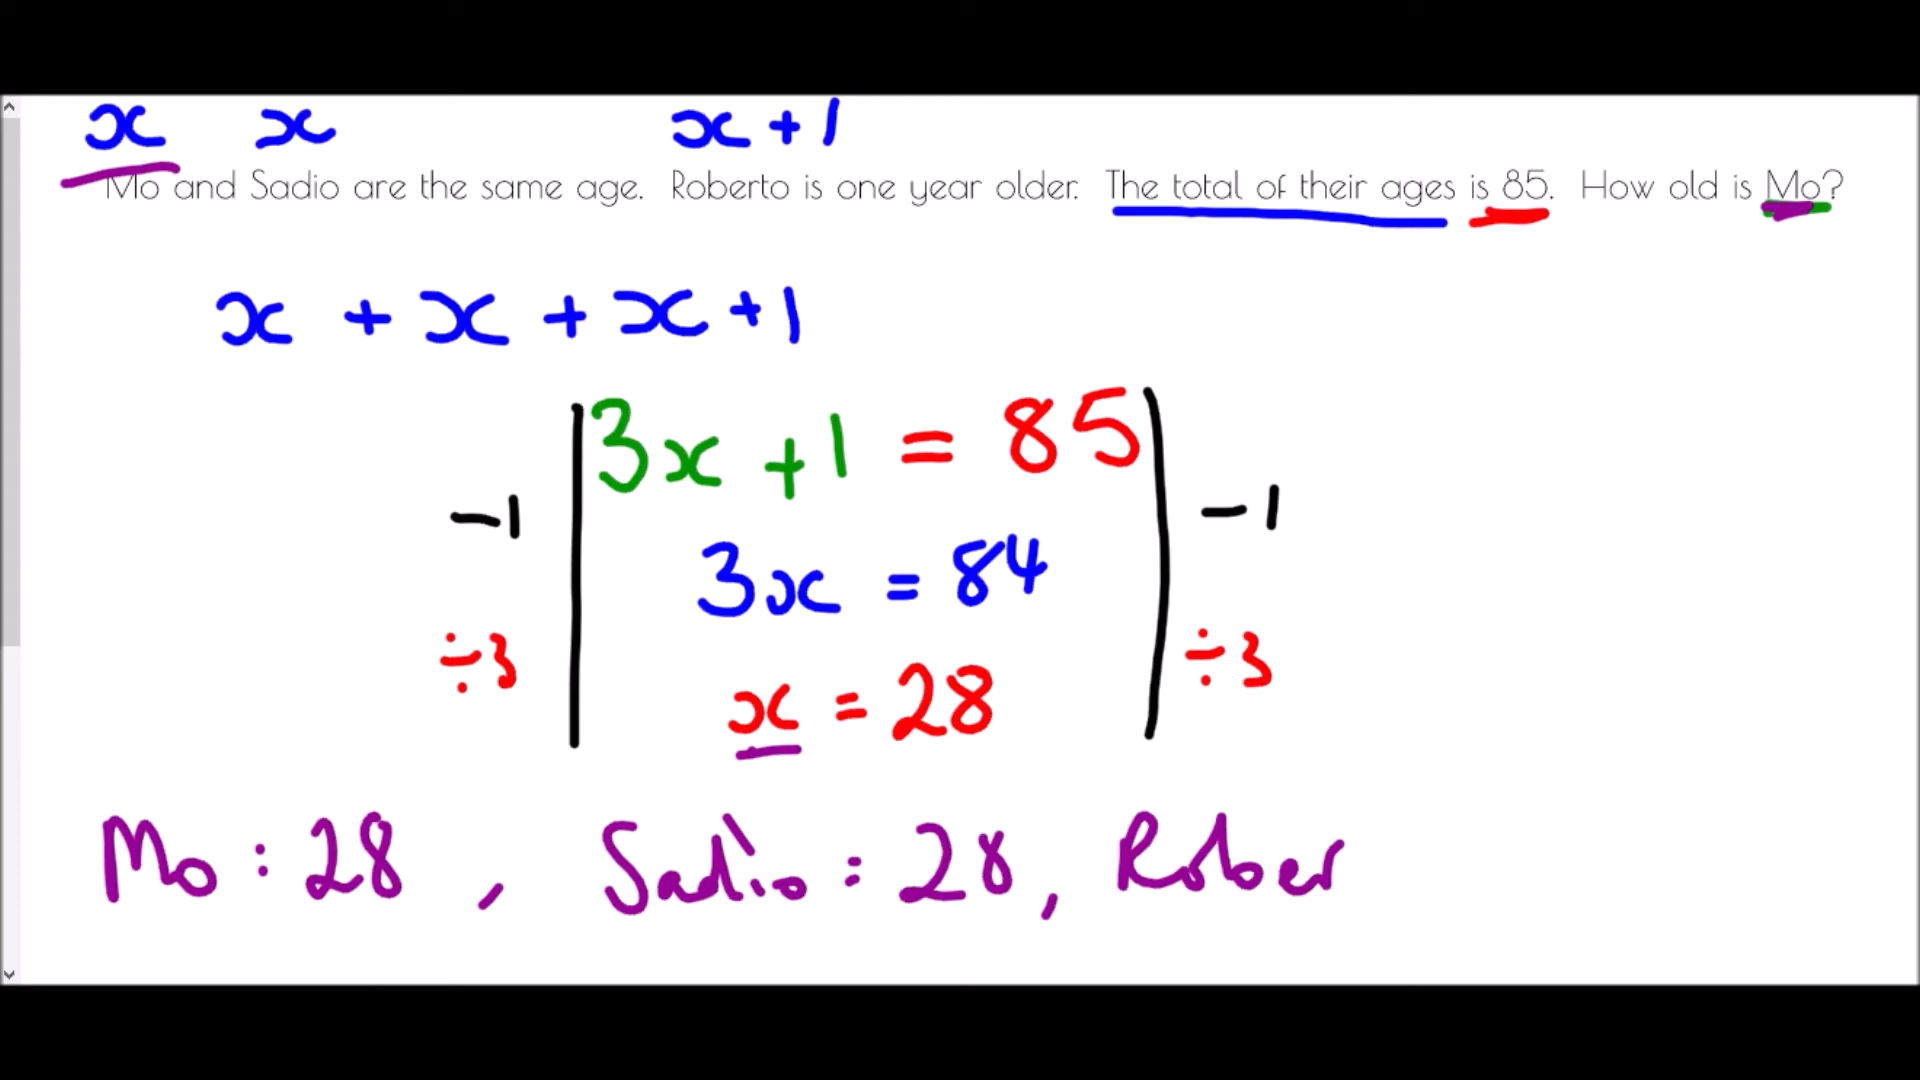 x x x + 1
Mo and Sadio are the same age. Roberto is one year older. The total of their ages is 85. How old is Mo?
x + x + x + 1
3x + 1 = 85
-1 -1
3x = 84
÷3 ÷3
x = 28
Mo : 28 , Sadio : 28 , Rober